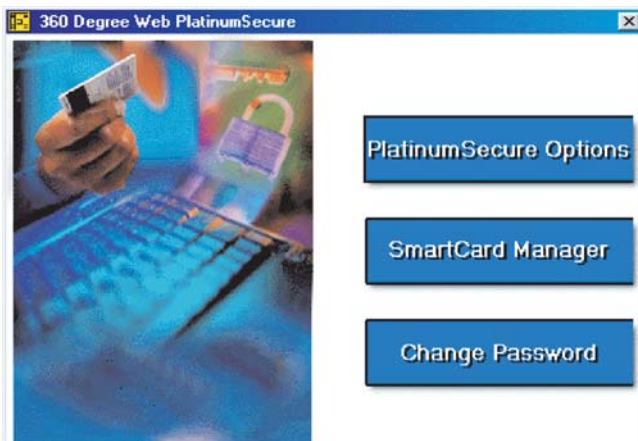 360 Degree Web PlatinumSecure
PlatinumSecure Options
SmartCard Manager
Change Password